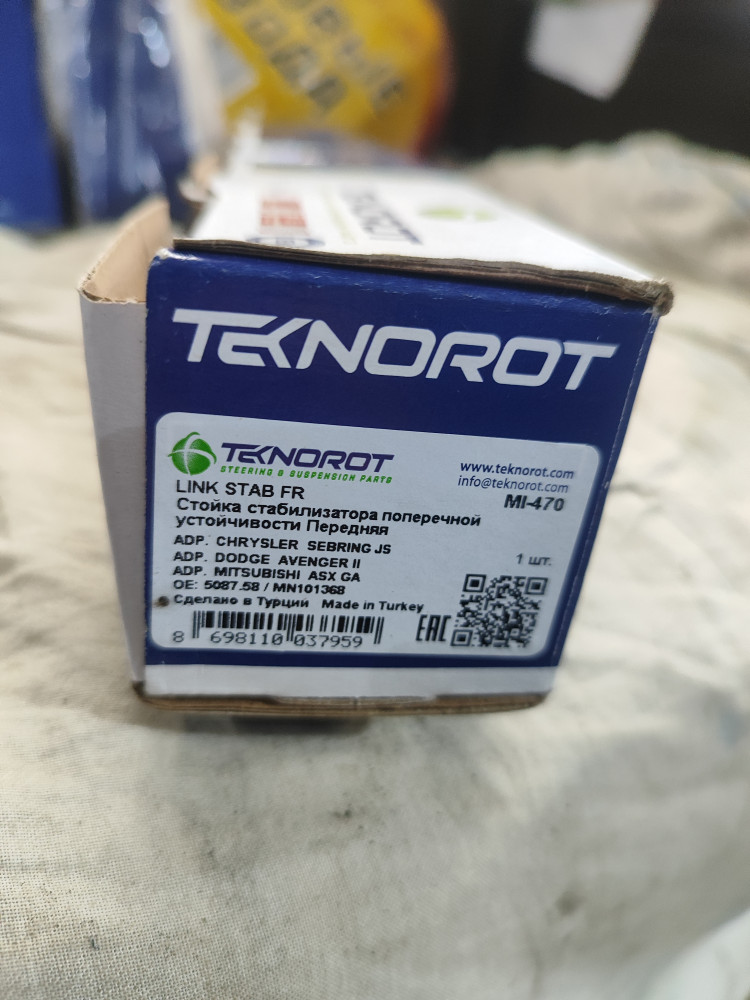 TEKNOROT
TEKNOROT
TEKNOROT
STEERING & SUSPENSION PARTS
www.teknorot.com
info@teknorot.com
LINK STAB FR
MI-470
Стойка стабилизатора поперечной
устойчивости Передняя
ADP. CHRYSLER SEBRING JS
ADP. DODGE AVENGER II
ADP. MITSUBISHI ASX GA
1 шт.
OE: 5087.58 / MN101368
Сделано в Турции Made in Turkey
8 698110 037959
EAC